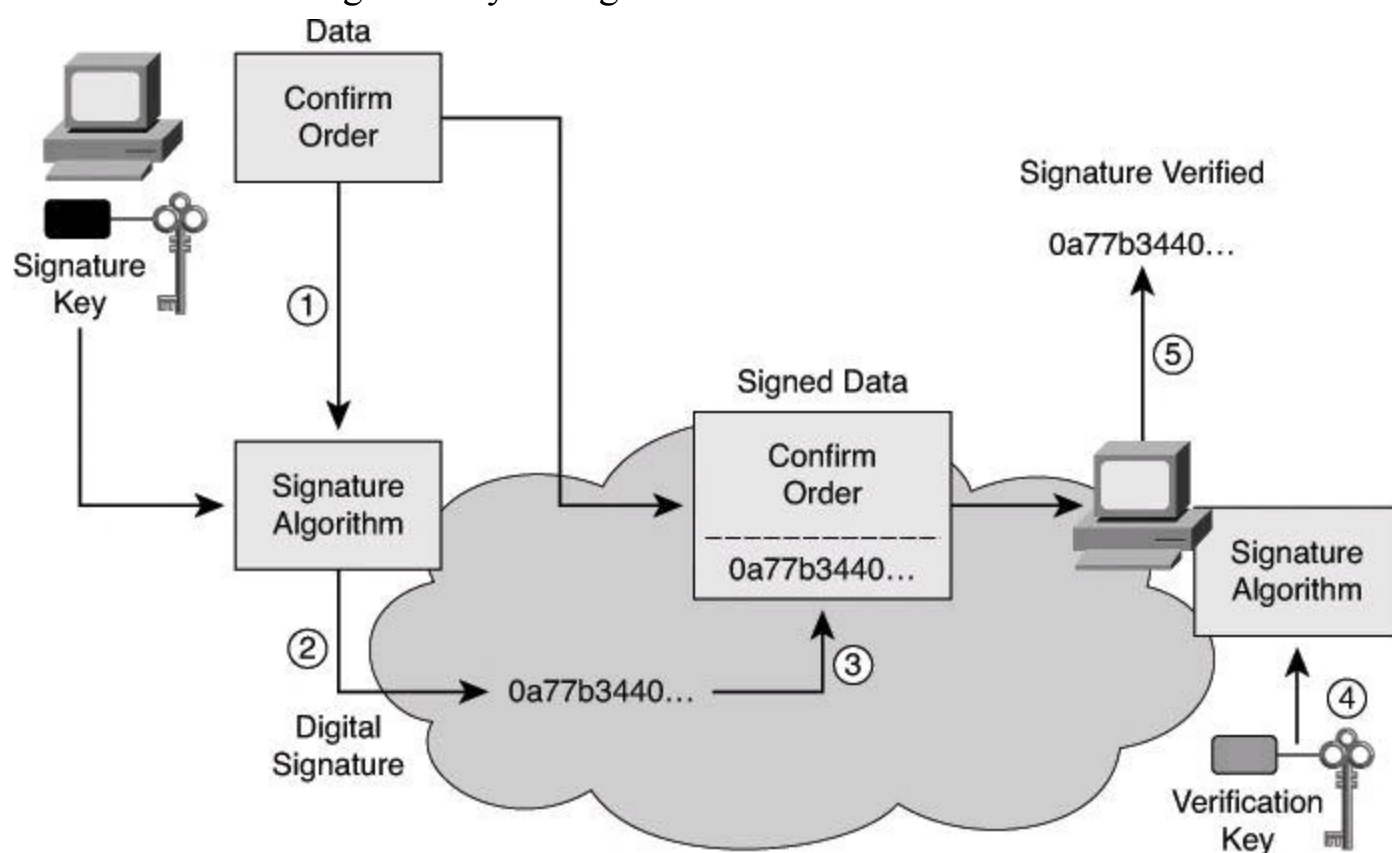 Data
Confirm
Order
Signature
Key
①
Signature
Algorithm
②
Digital
Signature
0a77b3440...
③
Signed Data
Confirm
Order
0a77b3440...
Signature Verified
0a77b3440...
⑤
Signature
Algorithm
④
Verification
Key